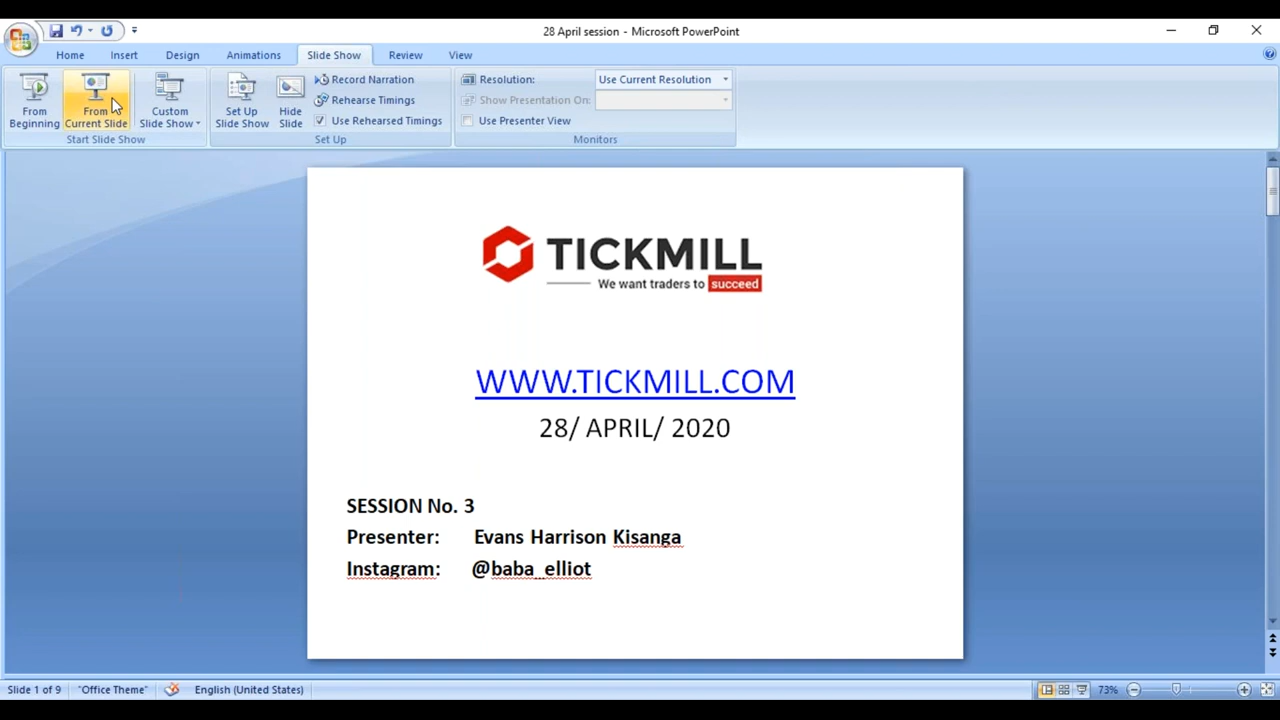 28 April session - Microsoft PowerPoint
Home Insert Design Animations Slide Show Review View
From Beginning
From Current Slide
Custom Slide Show
Start Slide Show
Set Up Slide Show
Hide Slide
Record Narration
Rehearse Timings
Use Rehearsed Timings
Set Up
Resolution: Use Current Resolution
Show Presentation On:
Use Presenter View
Monitors
TICKMILL
We want traders to succeed
WWW.TICKMILL.COM
28/ APRIL/ 2020
SESSION No. 3
Presenter: Evans Harrison Kisanga
Instagram: @baba_elliot
Slide 1 of 9 "Office Theme" English (United States) 73%